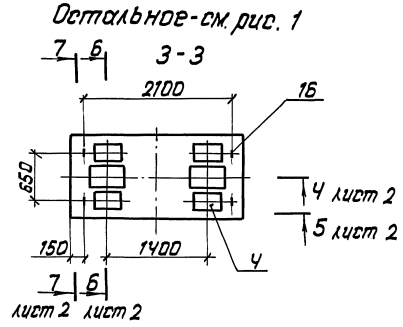 Остальное-см. рис. 1
7 6 3-3
2100
16
650
4 лист 2
5 лист 2
150 1400 4
7 6
лист 2 лист 2